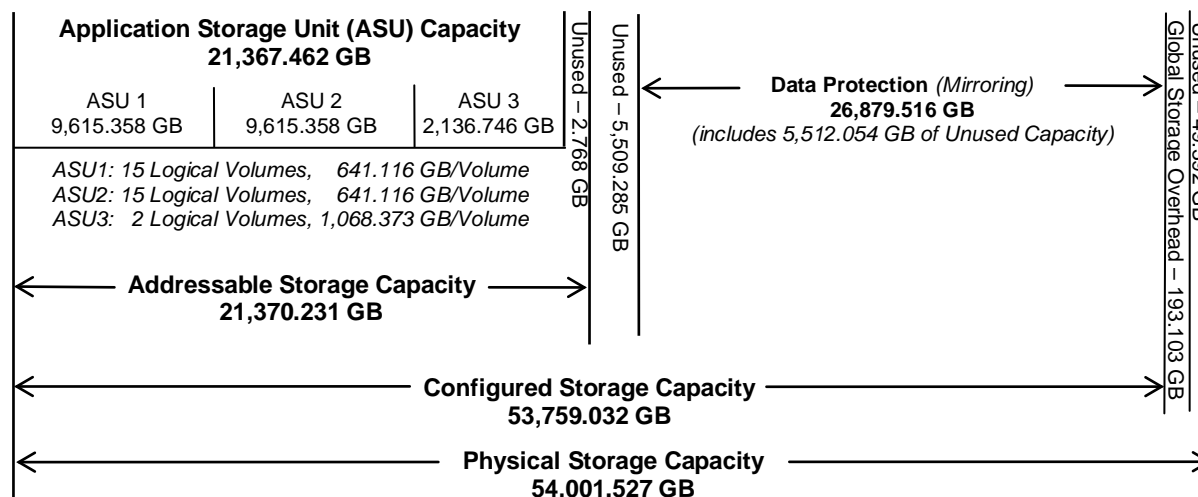 Application Storage Unit (ASU) Capacity
21,367.462 GB
ASU 1
9,615.358 GB
ASU 2
9,615.358 GB
ASU 3
2,136.746 GB
ASU1: 15 Logical Volumes, 641.116 GB/Volume
ASU2: 15 Logical Volumes, 641.116 GB/Volume
ASU3: 2 Logical Volumes, 1,068.373 GB/Volume
Unused – 2.768 GB
Unused – 5,509.285 GB
Data Protection (Mirroring)
26,879.516 GB
(includes 5,512.054 GB of Unused Capacity)
Global Storage Overhead – 193.103 GB
Addressable Storage Capacity
21,370.231 GB
Configured Storage Capacity
53,759.032 GB
Physical Storage Capacity
54,001.527 GB